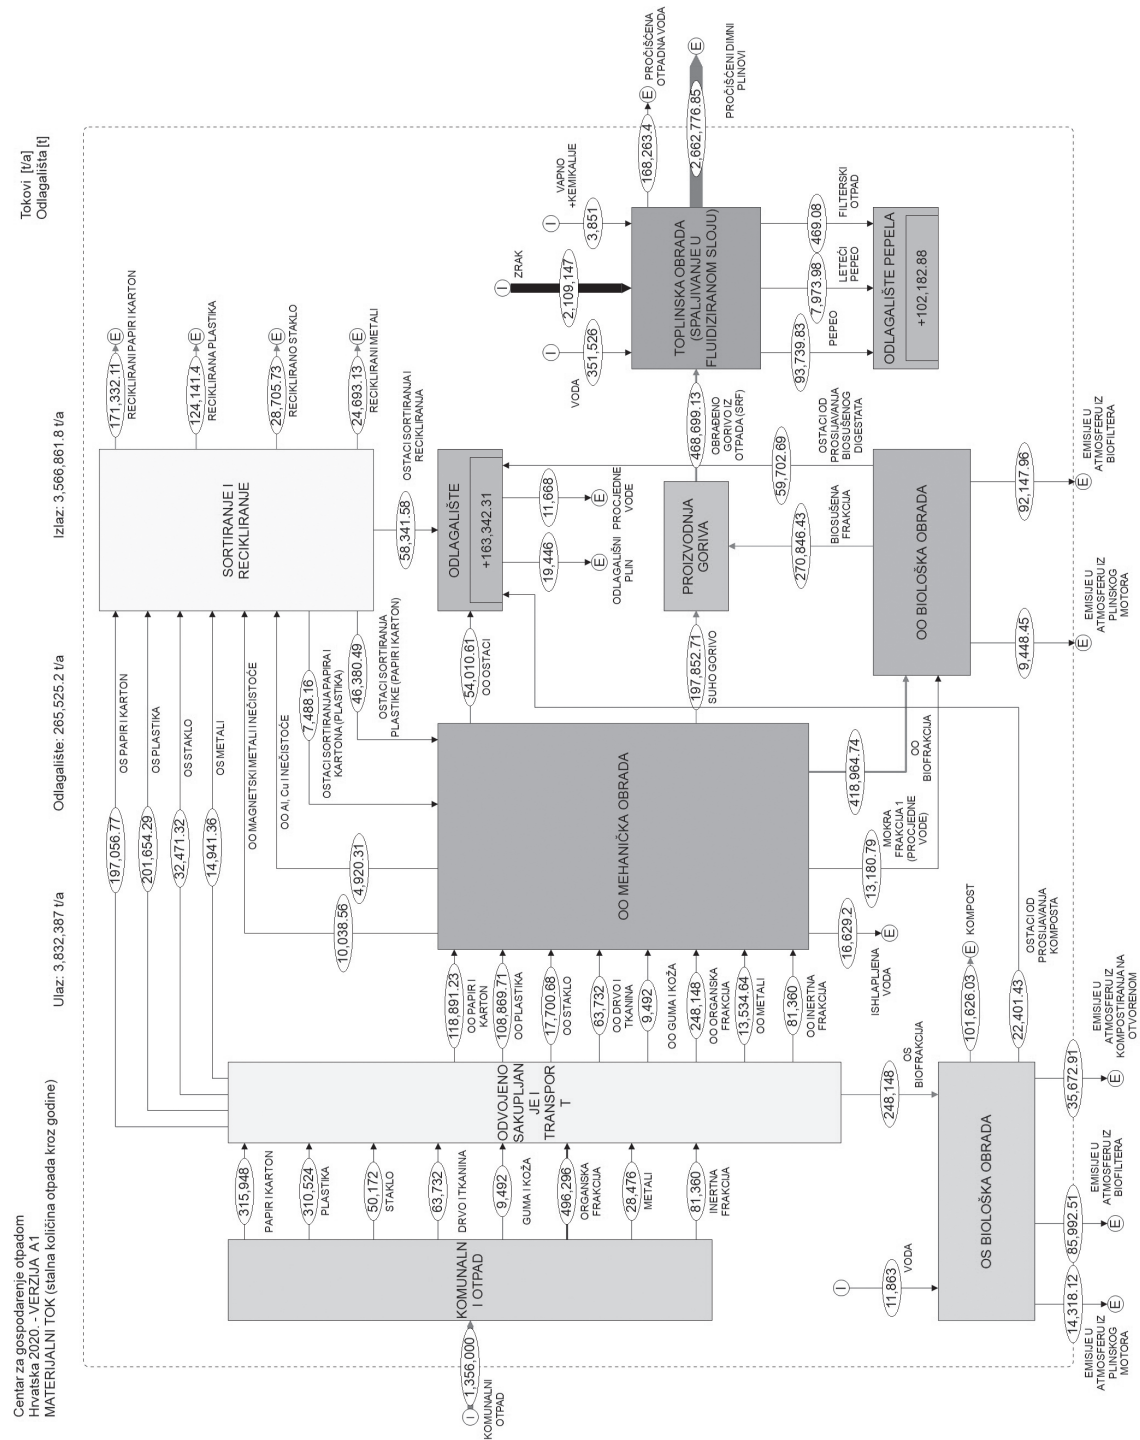 Centar za gospodarenje otpadom
Hrvatska 2020. - VERZIJA A1
MATERIJALNI TOK (stalna količina otpada kroz godine)
Ulaz: 3,832,387 t/a
Odlagalište: 265,525.2 t/a
Izlaz: 3,566,861.8 t/a
Tokovi [t/a]
Odlagališta [t]
I
1,356,000
KOMUNALNI
OTPAD
KOMUNALN
I OTPAD
315,948
PAPIR I KARTON
310,524
PLASTIKA
50,172
STAKLO
63,732
DRVO I TKANINA
9,492
GUMA I KOŽA
496,296
ORGANSKA
FRAKCIJA
28,476
METALI
81,360
INERTNA
FRAKCIJA
ODVOJENO
SAKUPLJAN
JE I
TRANSPOR
T
197,056.77
OS PAPIR I KARTON
201,654.29
OS PLASTIKA
32,471.32
OS STAKLO
14,941.36
OS METALI
118,891.23
OO PAPIR I
KARTON
108,869.71
OO PLASTIKA
17,700.68
OO STAKLO
63,732
OO DRVO I
TKANINA
9,492
OO GUMA I KOŽA
248,148
OO ORGANSKA
FRAKCIJA
13,534.64
OO METALI
81,360
OO INERTNA
FRAKCIJA
248,148
OS
BIOFRAKCIJA
I
11,863
VODA
OS BIOLOŠKA OBRADA
14,318.12
E
EMISIJE U
ATMOSFERU IZ
PLINSKOG
MOTORA
85,992.51
E
EMISIJE U
ATMOSFERU IZ
BIOFILTERA
35,672.91
E
EMISIJE U
ATMOSFERU IZ
KOMPOSTIRANJA NA
OTVORENOM
101,626.03
E
KOMPOST
22,401.43
OSTACI OD
PROSIJAVANJA
KOMPOSTA
OO MEHANIČKA OBRADA
10,038.56
OO MAGNETSKI METALI I NEČISTOĆE
4,920.31
OO Al, Cu I NEČISTOĆE
7,488.16
OSTACI SORTIRANJA PAPIRA I
KARTONA (PLASTIKA)
46,380.49
OSTACI SORTIRANJA
PLASTIKE (PAPIR I KARTON)
16,629.2
E
ISHLAPLJENA
VODA
13,180.79
MOKRA
FRAKCIJA 1
(PROCJEDNE
VODE)
418,964.74
OO
BIOFRAKCIJA
54,010.61
OO OSTACI
197,852.71
SUHO GORIVO
SORTIRANJE I
RECIKLIRANJE
171,332.11
E
RECIKLIRANI PAPIR I KARTON
124,141.4
E
RECIKLIRANA PLASTIKA
28,705.73
E
RECIKLIRANO STAKLO
24,693.13
E
RECIKLIRANI METALI
58,341.58
OSTACI SORTIRANJA I
RECIKLIRANJA
ODLAGALIŠTE
+163,342.31
19,446
E
ODLAGALIŠNI
PLIN
11,668
E
PROCJEDNE
VODE
PROIZVODNJA
GORIVA
468,699.13
OBRAĐENO
GORIVO IZ
OTPADA (SRF)
270,846.43
BIOSUŠENA
FRAKCIJA
59,702.69
OSTACI OD
PROSIJAVANJA
BIOSUŠENOG
DIGESTATA
OO BIOLOŠKA OBRADA
9,448.45
E
EMISIJE U
ATMOSFERU IZ
PLINSKOG
MOTORA
92,147.96
E
EMISIJE U
ATMOSFERU IZ
BIOFILTERA
I
351,526
VODA
I
2,109,147
ZRAK
I
3,851
VAPNO
+KEMIKALIJE
TOPLINSKA OBRADA
(SPALJIVANJE U
FLUIDIZIRANOM SLOJU)
168,263.4
E
PROČIŠĆENA
OTPADNA VODA
2,662,776.85
E
PROČIŠĆENI DIMNI
PLINOVI
93,739.83
PEPEO
7,973.98
LETEĆI
PEPEO
469.08
FILTERSKI
OTPAD
ODLAGALIŠTE PEPELA
+102,182.88